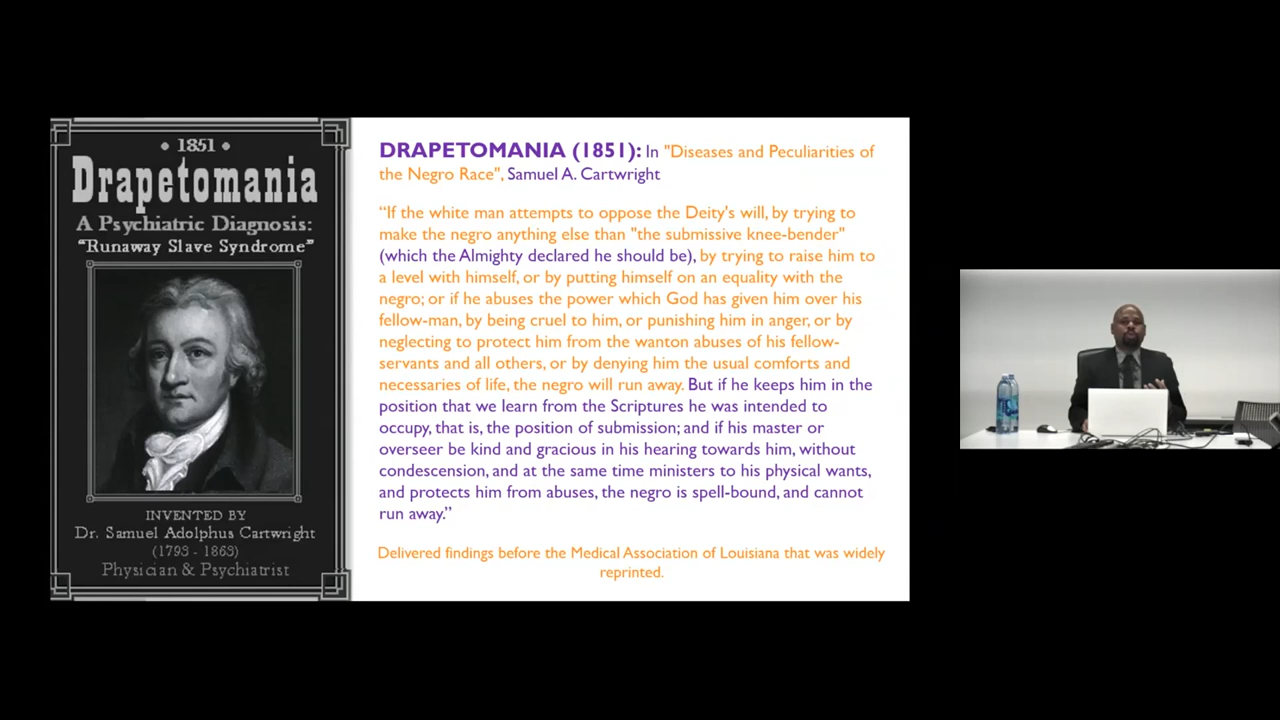 • 1851 •
Drapetomania
A Psychiatric Diagnosis:
“Runaway Slave Syndrome”
INVENTED BY
Dr. Samuel Adolphus Cartwright
(1793 - 1863)
Physician & Psychiatrist
DRAPETOMANIA (1851): In "Diseases and Peculiarities of
the Negro Race", Samuel A. Cartwright
“If the white man attempts to oppose the Deity's will, by trying to
make the negro anything else than "the submissive knee-bender"
(which the Almighty declared he should be), by trying to raise him to
a level with himself, or by putting himself on an equality with the
negro; or if he abuses the power which God has given him over his
fellow-man, by being cruel to him, or punishing him in anger, or by
neglecting to protect him from the wanton abuses of his fellow-
servants and all others, or by denying him the usual comforts and
necessaries of life, the negro will run away. But if he keeps him in the
position that we learn from the Scriptures he was intended to
occupy, that is, the position of submission; and if his master or
overseer be kind and gracious in his hearing towards him, without
condescension, and at the same time ministers to his physical wants,
and protects him from abuses, the negro is spell-bound, and cannot
run away.”
Delivered findings before the Medical Association of Louisiana that was widely
reprinted.